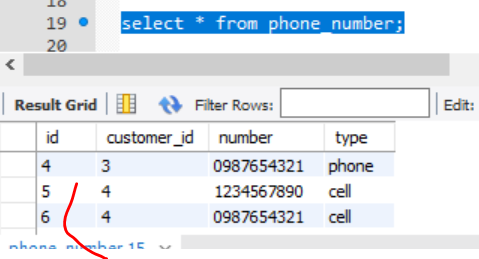 18
19 select * from phone_number;
20
<
Result Grid Filter Rows: Edit:
id customer_id number type
4 3 0987654321 phone
5 4 1234567890 cell
6 4 0987654321 cell
phone_number 15